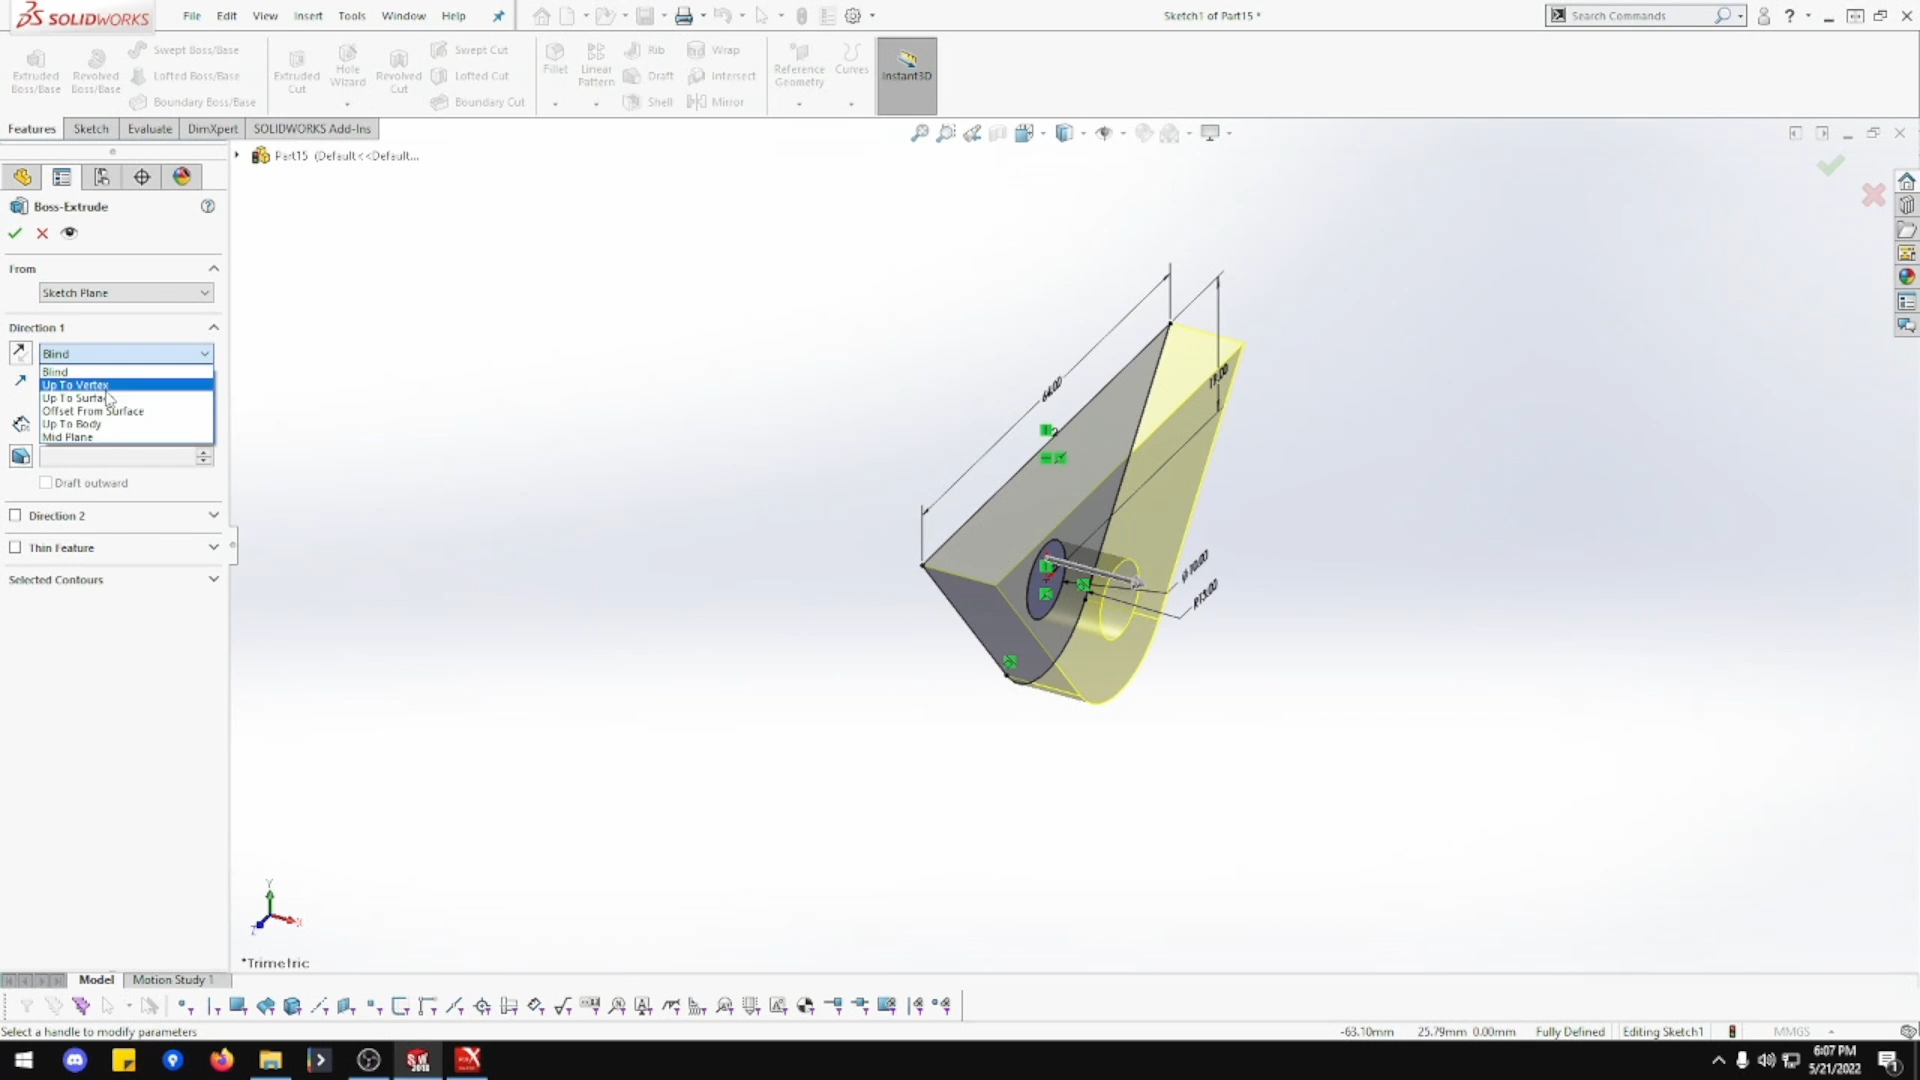 SOLIDWORKS
File Edit View Insert Tools Window Help
Sketch1 of Part15 *
Search Commands
Extruded Boss/Base
Revolved Boss/Base
Swept Boss/Base
Lofted Boss/Base
Boundary Boss/Base
Extruded Cut
Hole Wizard
Revolved Cut
Swept Cut
Lofted Cut
Boundary Cut
Fillet
Linear Pattern
Rib
Draft
Shell
Wrap
Intersect
Mirror
Reference Geometry
Curves
Instant3D
Features Sketch Evaluate DimXpert SOLIDWORKS Add-Ins
Part15 (Default<<Default...
Boss-Extrude
From
Sketch Plane
Direction 1
Blind
Blind
Up To Vertex
Up To Surfa
Offset From Surface
Up To Body
Mid Plane
Draft outward
Direction 2
Thin Feature
Selected Contours
64.00
R13.00
*Trimetric
Model Motion Study 1
Select a handle to modify parameters
-63.10mm 25.79mm 0.00mm Fully Defined Editing Sketch1 MMGS
6:07 PM
5/21/2022